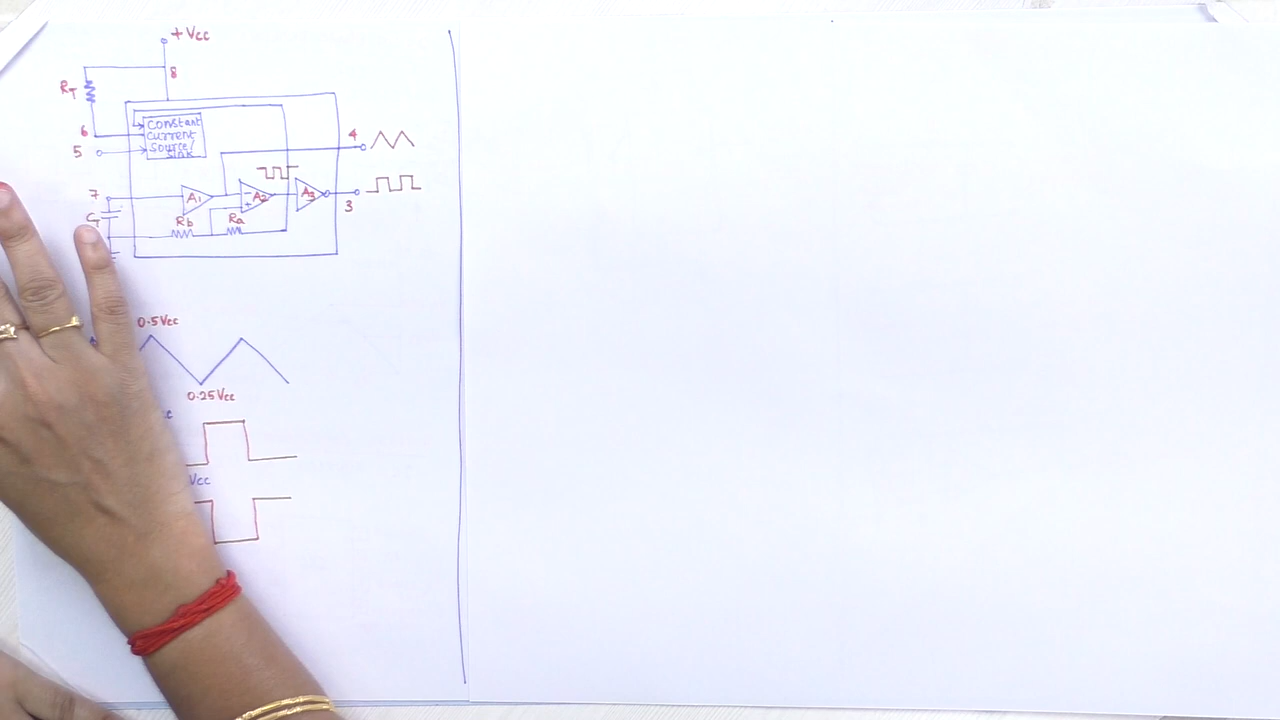 + Vcc
8
RT
6
5
constant
current
source/
sink
4
7
A1
- A2
+
A3
3
CT
Rb
Ra
0.5Vcc
0.25Vcc
c
Vcc